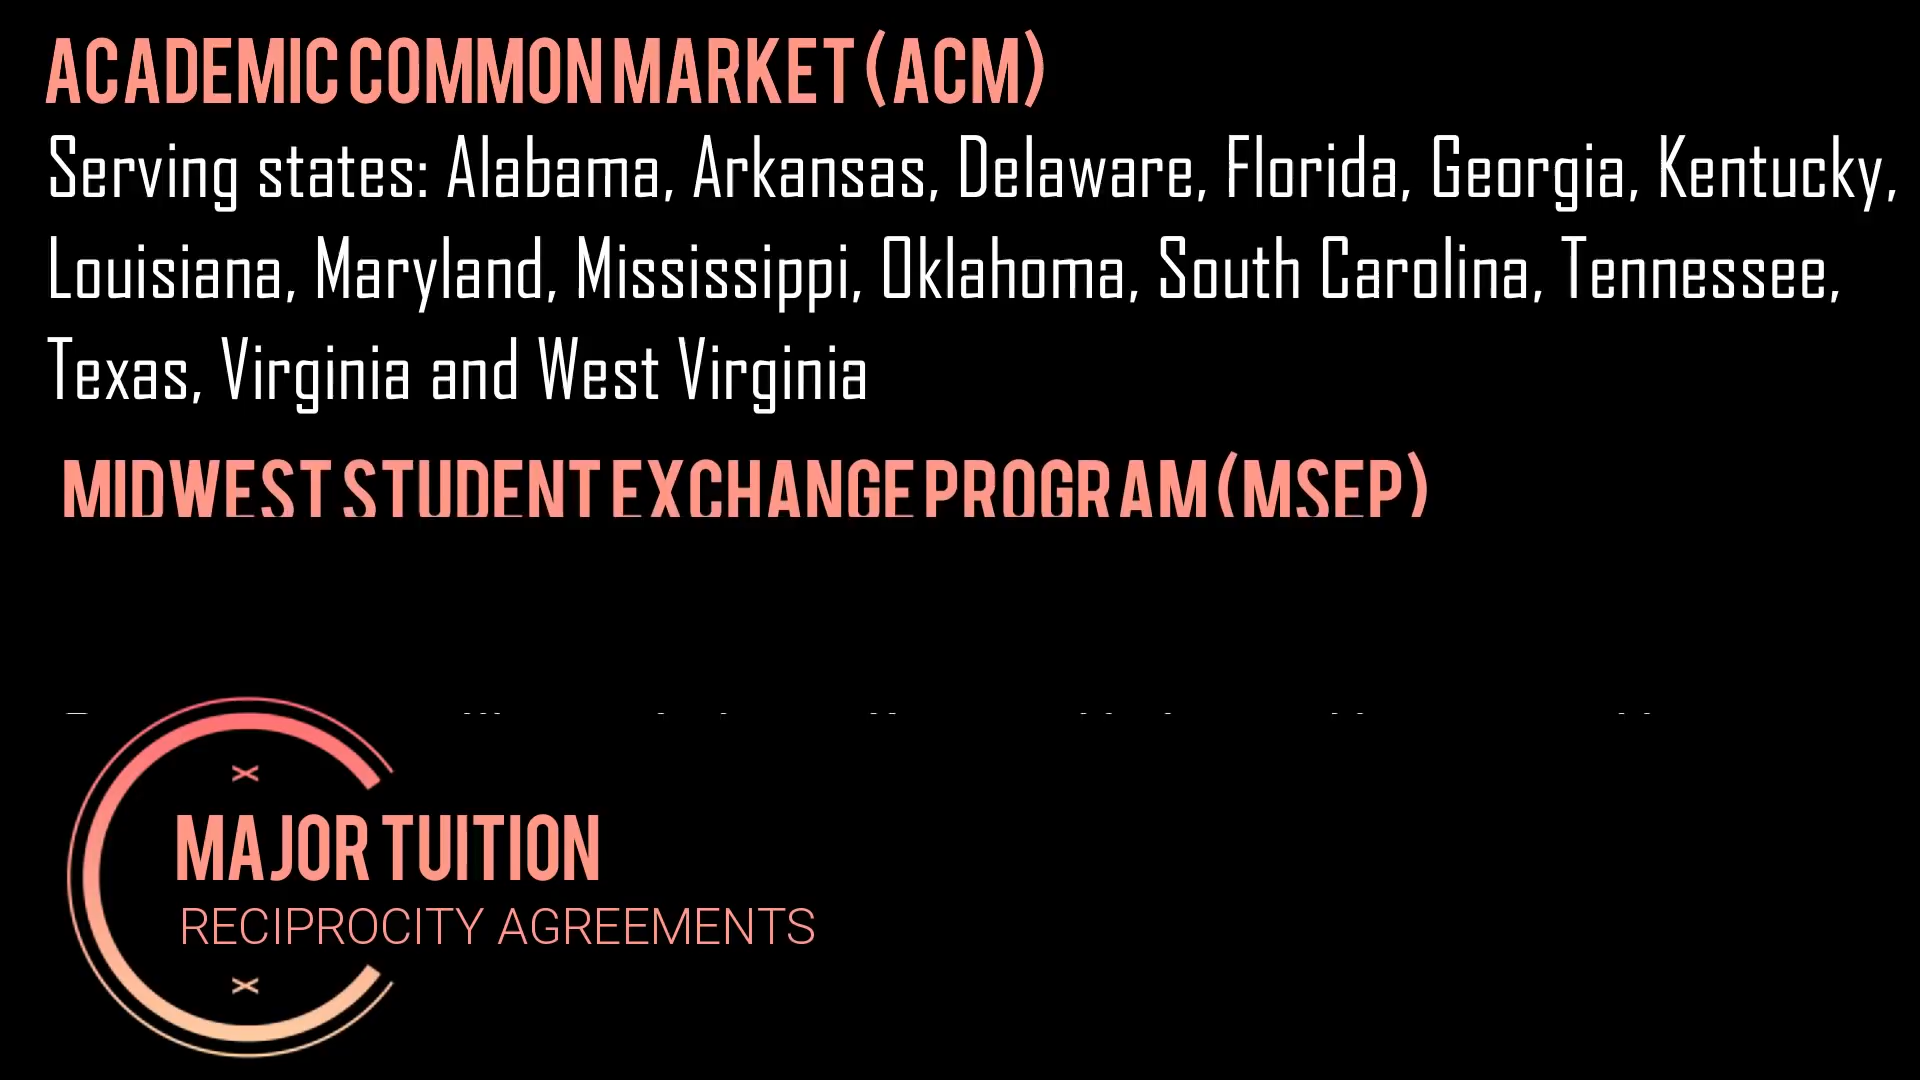 ACADEMIC COMMON MARKET (ACM)
Serving states: Alabama, Arkansas, Delaware, Florida, Georgia, Kentucky,
Louisiana, Maryland, Mississippi, Oklahoma, South Carolina, Tennessee,
Texas, Virginia and West Virginia
MIDWEST STUDENT EXCHANGE PROGRAM (MSEP)
MAJOR TUITION
RECIPROCITY AGREEMENTS